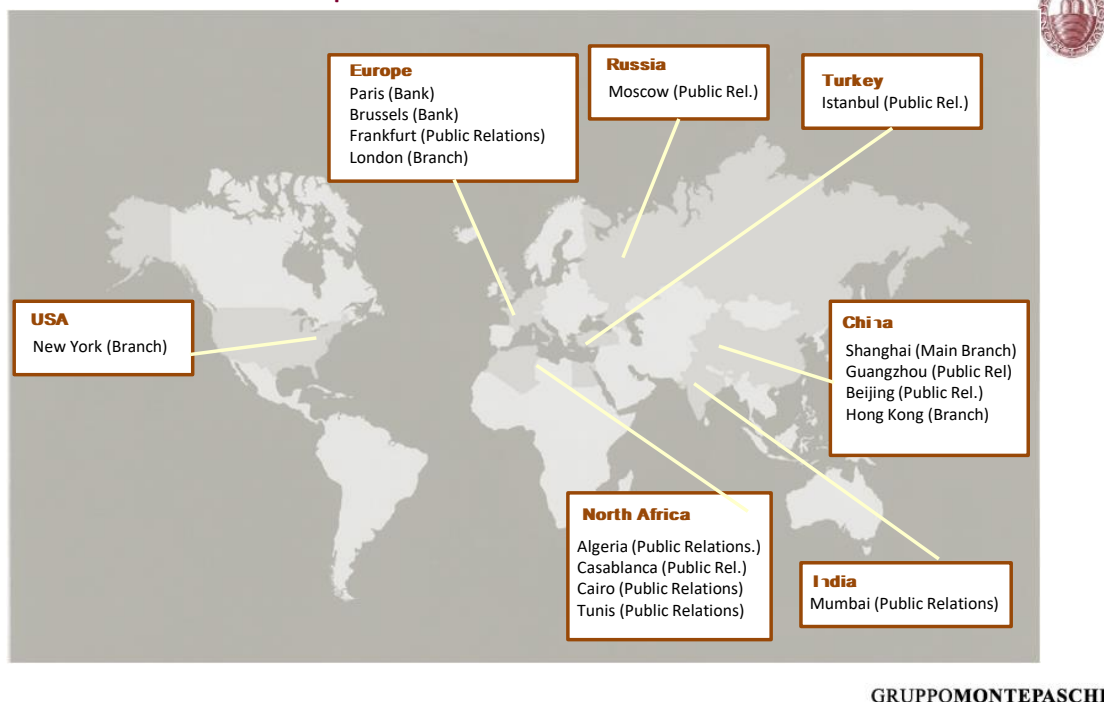 Europe
Paris (Bank)
Brussels (Bank)
Frankfurt (Public Relations)
London (Branch)
Russia
Moscow (Public Rel.)
Turkey
Istanbul (Public Rel.)
USA
New York (Branch)
China
Shanghai (Main Branch)
Guangzhou (Public Rel)
Beijing (Public Rel.)
Hong Kong (Branch)
North Africa
Algeria (Public Relations.)
Casablanca (Public Rel.)
Cairo (Public Relations)
Tunis (Public Relations)
India
Mumbai (Public Relations)
GRUPPOMONTEPASCHI